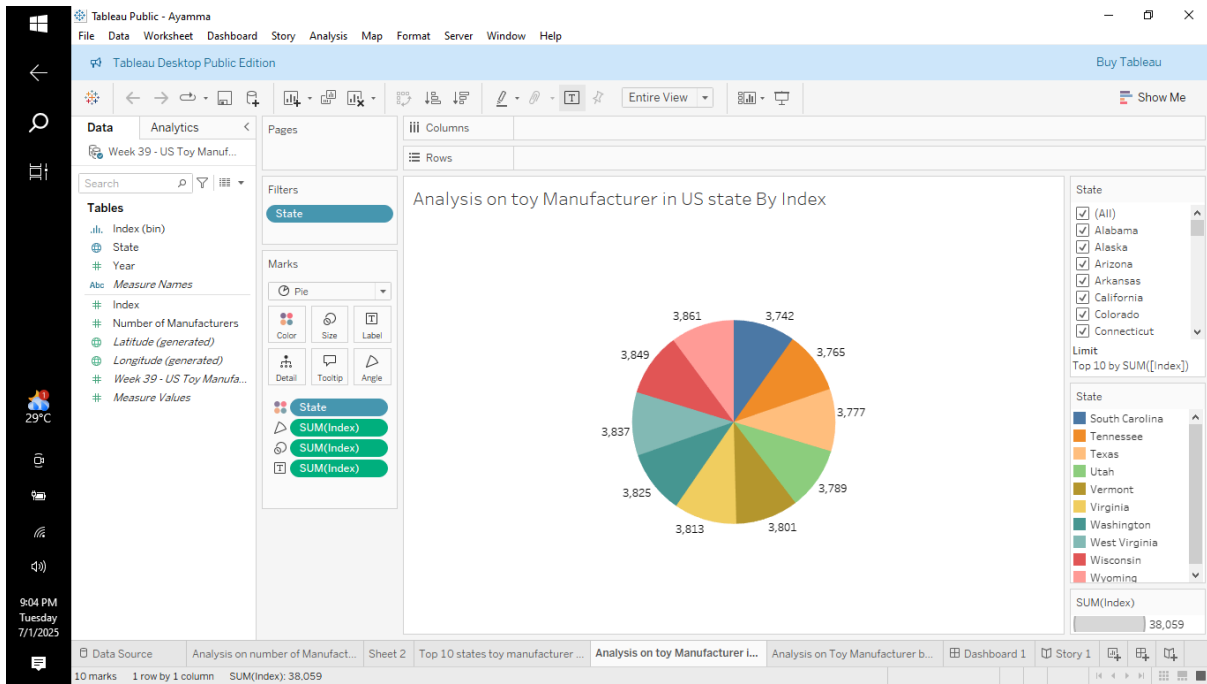 Tableau Public - Ayamma
File Data Worksheet Dashboard Story Analysis Map Format Server Window Help
Tableau Desktop Public Edition
Buy Tableau
Entire View
Show Me
Data
Analytics
Week 39 - US Toy Manuf...
Search
Tables
Index (bin)
State
Year
Abc Measure Names
Index
Number of Manufacturers
Latitude (generated)
Longitude (generated)
Week 39 - US Toy Manufa...
Measure Values
Pages
Filters
State
Marks
Pie
Color Size Label
Detail Tooltip Angle
State
SUM(Index)
SUM(Index)
SUM(Index)
Columns
Rows
Analysis on toy Manufacturer in US state By Index
3,861
3,742
3,849
3,765
3,777
3,837
3,789
3,825
3,813
3,801
State
(All)
Alabama
Alaska
Arizona
Arkansas
California
Colorado
Connecticut
Limit
Top 10 by SUM([Index])
State
South Carolina
Tennessee
Texas
Utah
Vermont
Virginia
Washington
West Virginia
Wisconsin
Wyoming
SUM(Index)
38,059
1
29°C
9:04 PM
Tuesday
7/1/2025
Data Source
Analysis on number of Manufact...
Sheet 2
Top 10 states toy manufacturer ...
Analysis on toy Manufacturer i...
Analysis on Toy Manufacturer b...
Dashboard 1
Story 1
10 marks 1 row by 1 column SUM(Index): 38,059